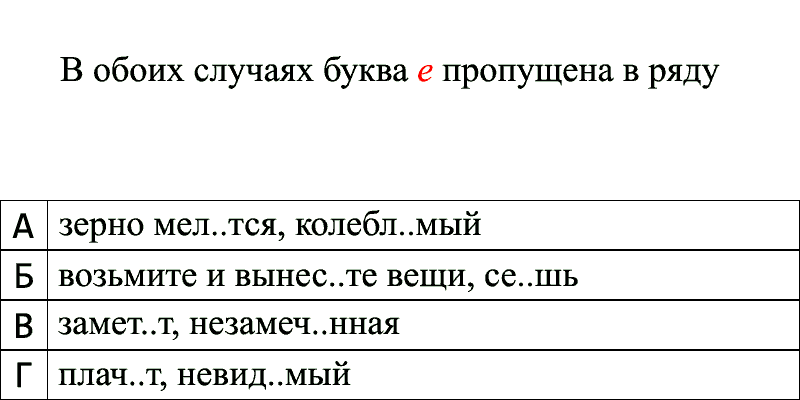 В обоих случаях буква е пропущена в ряду
А зерно мел..тся, колебл..мый
Б возьмите и вынес..те вещи, се..шь
В замет..т, незамеч..нная
Г плач..т, невид..мый